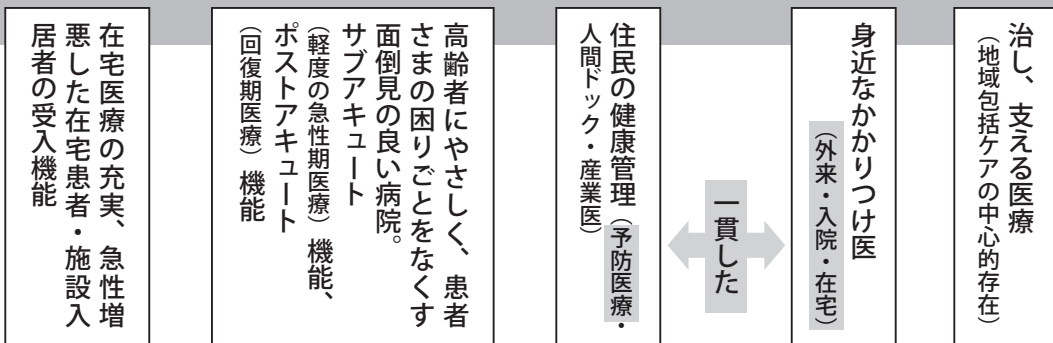 治し、支える医療
（地域包括ケアの中心的存在）
身近なかかりつけ医
（外来・入院・在宅）
一貫した
住民の健康管理（予防医療・
人間ドック・産業医）
高齢者にやさしく、患者
さまの困りごとをなくす
面倒見の良い病院。
サブアキュート
（軽度の急性期医療）機能、
ポストアキュート
（回復期医療）機能
在宅医療の充実、急性増
悪した在宅患者・施設入
居者の受入機能